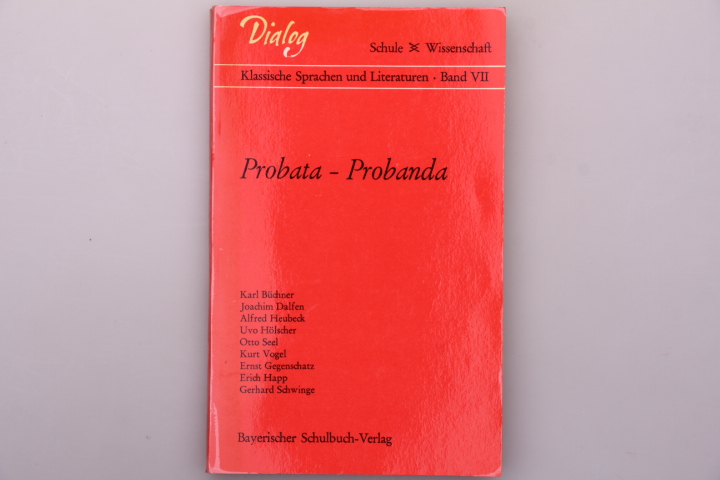 Dialog
Schule Wissenschaft
Klassische Sprachen und Literaturen · Band VII
Probata – Probanda
Karl Büchner
Joachim Dalfen
Alfred Heubeck
Uvo Hölscher
Otto Seel
Kurt Vogel
Ernst Gegenschatz
Erich Happ
Gerhard Schwinge
Bayerischer Schulbuch-Verlag